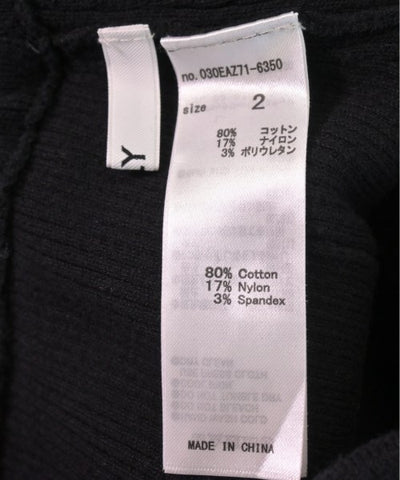 LY
no. 030EAZ71-6350
size 2
80% コットン
17% ナイロン
3% ポリウレタン
80% Cotton
17% Nylon
3% Spandex
MADE IN CHINA